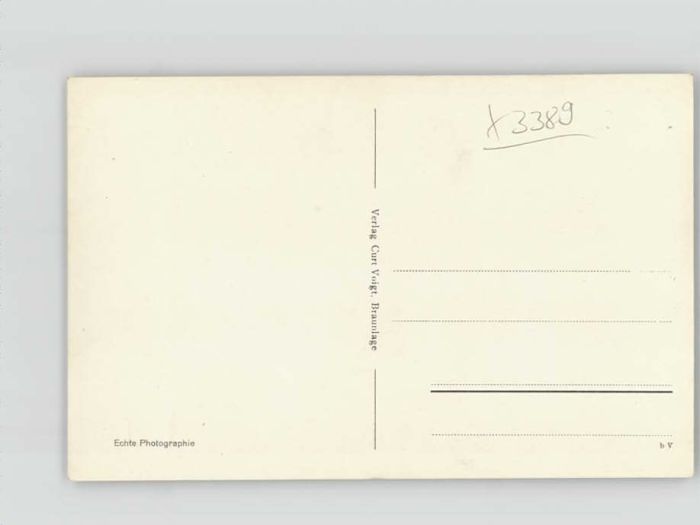 x3389
Verlag Curt Voigt, Braunlage
Echte Photographie
b V